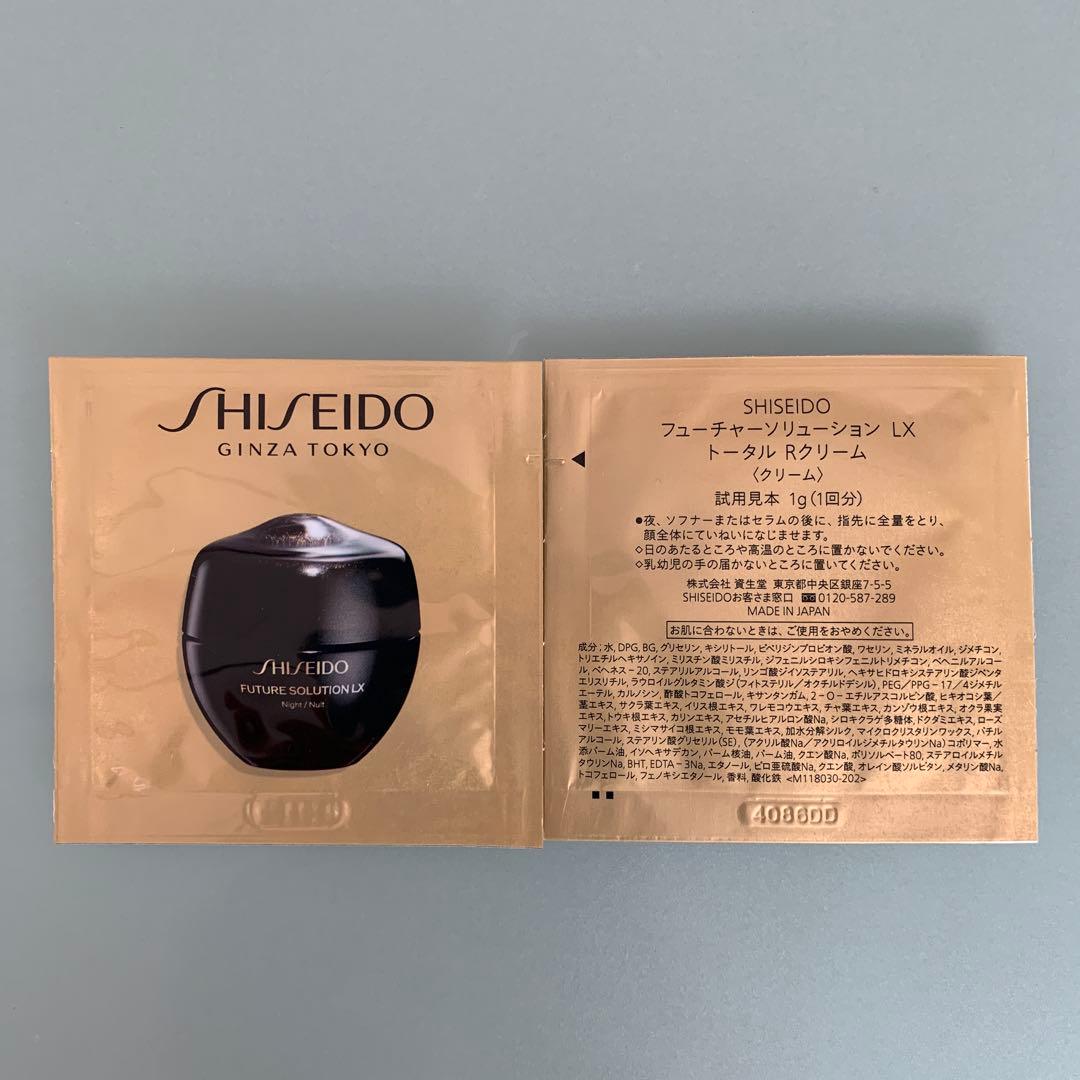 SHISEIDO
GINZA TOKYO
SHISEIDO
FUTURE SOLUTION LX
Night / Nuit
SHISEIDO
フューチャーソリューション LX
トータル Rクリーム
〈クリーム〉
試用見本 1g(1回分)
●夜、ソフナーまたはセラムの後に、指先に全量をとり、
顔全体にていねいになじませます。
◇日のあたるところや高温のところに置かないでください。
◇乳幼児の手の届かないところに置いてください。
株式会社 資生堂 東京都中央区銀座7-5-5
SHISEIDOお客さま窓口 0120-587-289
MADE IN JAPAN
お肌に合わないときは、ご使用をおやめください。
成分;水, DPG, BG, グリセリン, キシリトール, ピペリジンプロピオン酸, ワセリン, ミネラルオイル, ジメチコン,
トリエチルヘキサノイン, ミリスチン酸ミリスチル, ジフェニルシロキシフェニルトリメチコン, ベヘニルアルコー
ル, ベヘネス-20, ステアリルアルコール, リンゴ酸ジイソステアリル, ヘキサヒドロキシステアリン酸ジペンタ
エリスリチル, ラウロイルグルタミン酸ジ(フィトステリル/オクチルドデシル), PEG/PPG-17/4ジメチル
エーテル, カルノシン, 酢酸トコフェロール, キサンタンガム, 2-O-エチルアスコルビン酸, ヒキオコシ葉/
茎エキス, サクラ葉エキス, イリス根エキス, ワレモコウエキス, チャ葉エキス, カンゾウ根エキス, オクラ果実
エキス, トウキ根エキス, カリンエキス, アセチルヒアルロン酸Na, シロキクラゲ多糖体, ドクダミエキス, ローズ
マリーエキス, ミシマサイコ根エキス, モモ葉エキス, 加水分解シルク, マイクロクリスタリンワックス, バチル
アルコール, ステアリン酸グリセリル(SE), (アクリル酸Na/アクリロイルジメチルタウリンNa)コポリマー, 水
添パーム油, イソヘキサデカン, パーム核油, パーム油, クエン酸Na, ポリソルベート80, ステアロイルメチル
タウリンNa, BHT, EDTA-3Na, エタノール, ピロ亜硫酸Na, クエン酸, オレイン酸ソルビタン, メタリン酸Na,
トコフェロール, フェノキシエタノール, 香料, 酸化鉄 <M118030-202>
4086DD